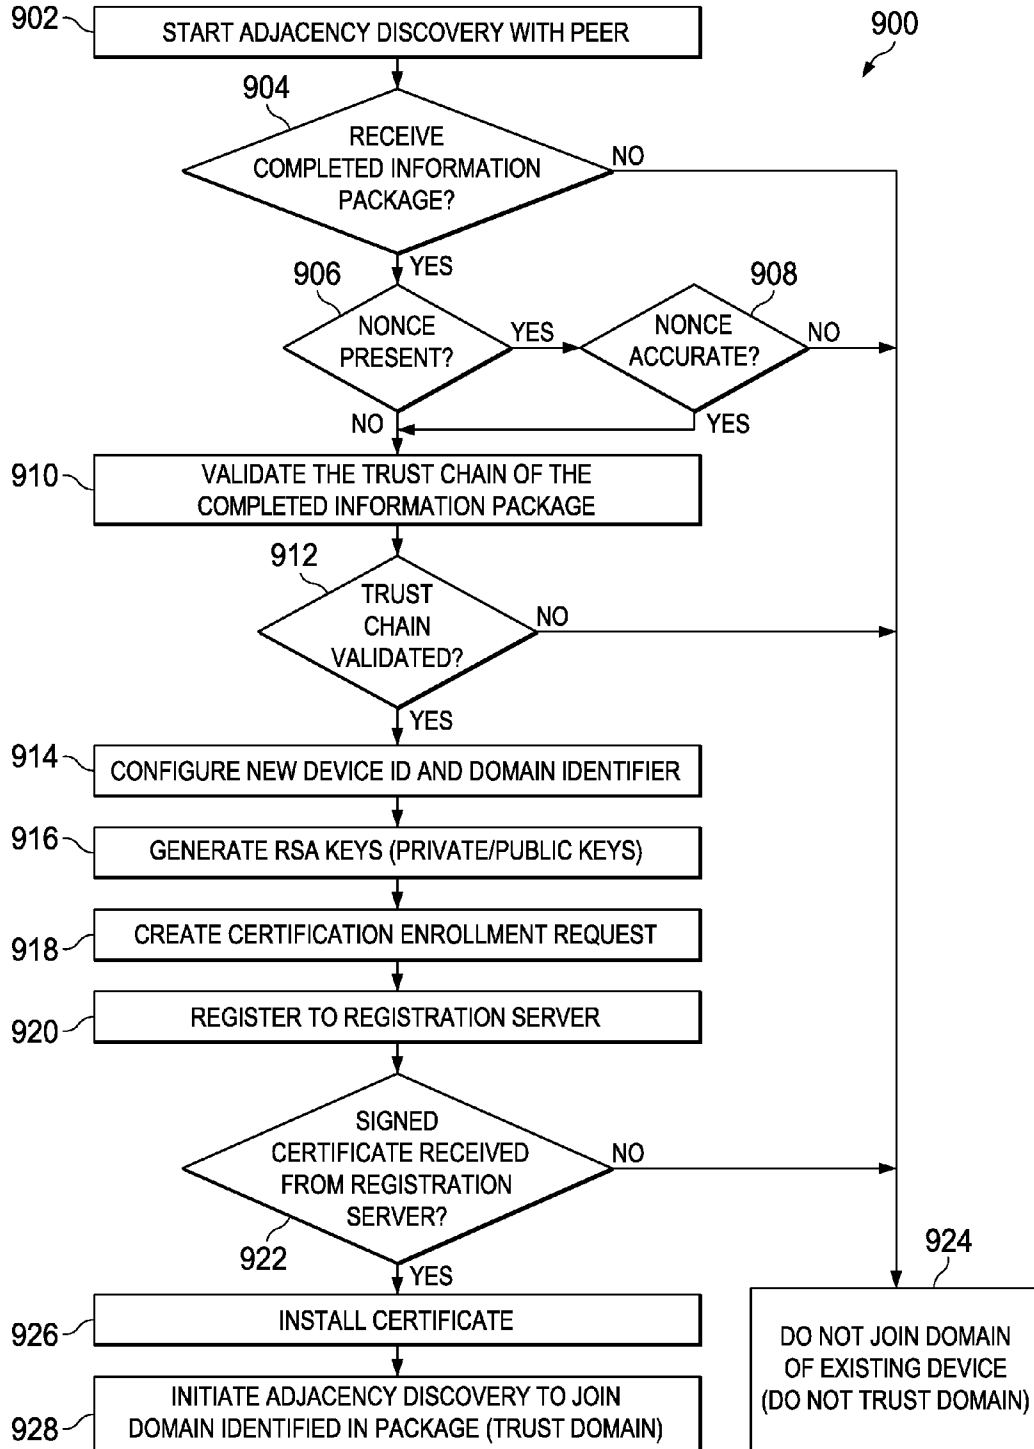 902
START ADJACENCY DISCOVERY WITH PEER
900
904
RECEIVE
COMPLETED INFORMATION
PACKAGE?
NO
YES
906
908
NONCE
PRESENT?
YES
NONCE
ACCURATE?
NO
NO
YES
910
VALIDATE THE TRUST CHAIN OF THE
COMPLETED INFORMATION PACKAGE
912
TRUST
CHAIN
VALIDATED?
NO
YES
914
CONFIGURE NEW DEVICE ID AND DOMAIN IDENTIFIER
916
GENERATE RSA KEYS (PRIVATE/PUBLIC KEYS)
918
CREATE CERTIFICATION ENROLLMENT REQUEST
920
REGISTER TO REGISTRATION SERVER
SIGNED
CERTIFICATE RECEIVED
FROM REGISTRATION
SERVER?
NO
922
YES
924
926
INSTALL CERTIFICATE
DO NOT JOIN DOMAIN
OF EXISTING DEVICE
(DO NOT TRUST DOMAIN)
928
INITIATE ADJACENCY DISCOVERY TO JOIN
DOMAIN IDENTIFIED IN PACKAGE (TRUST DOMAIN)